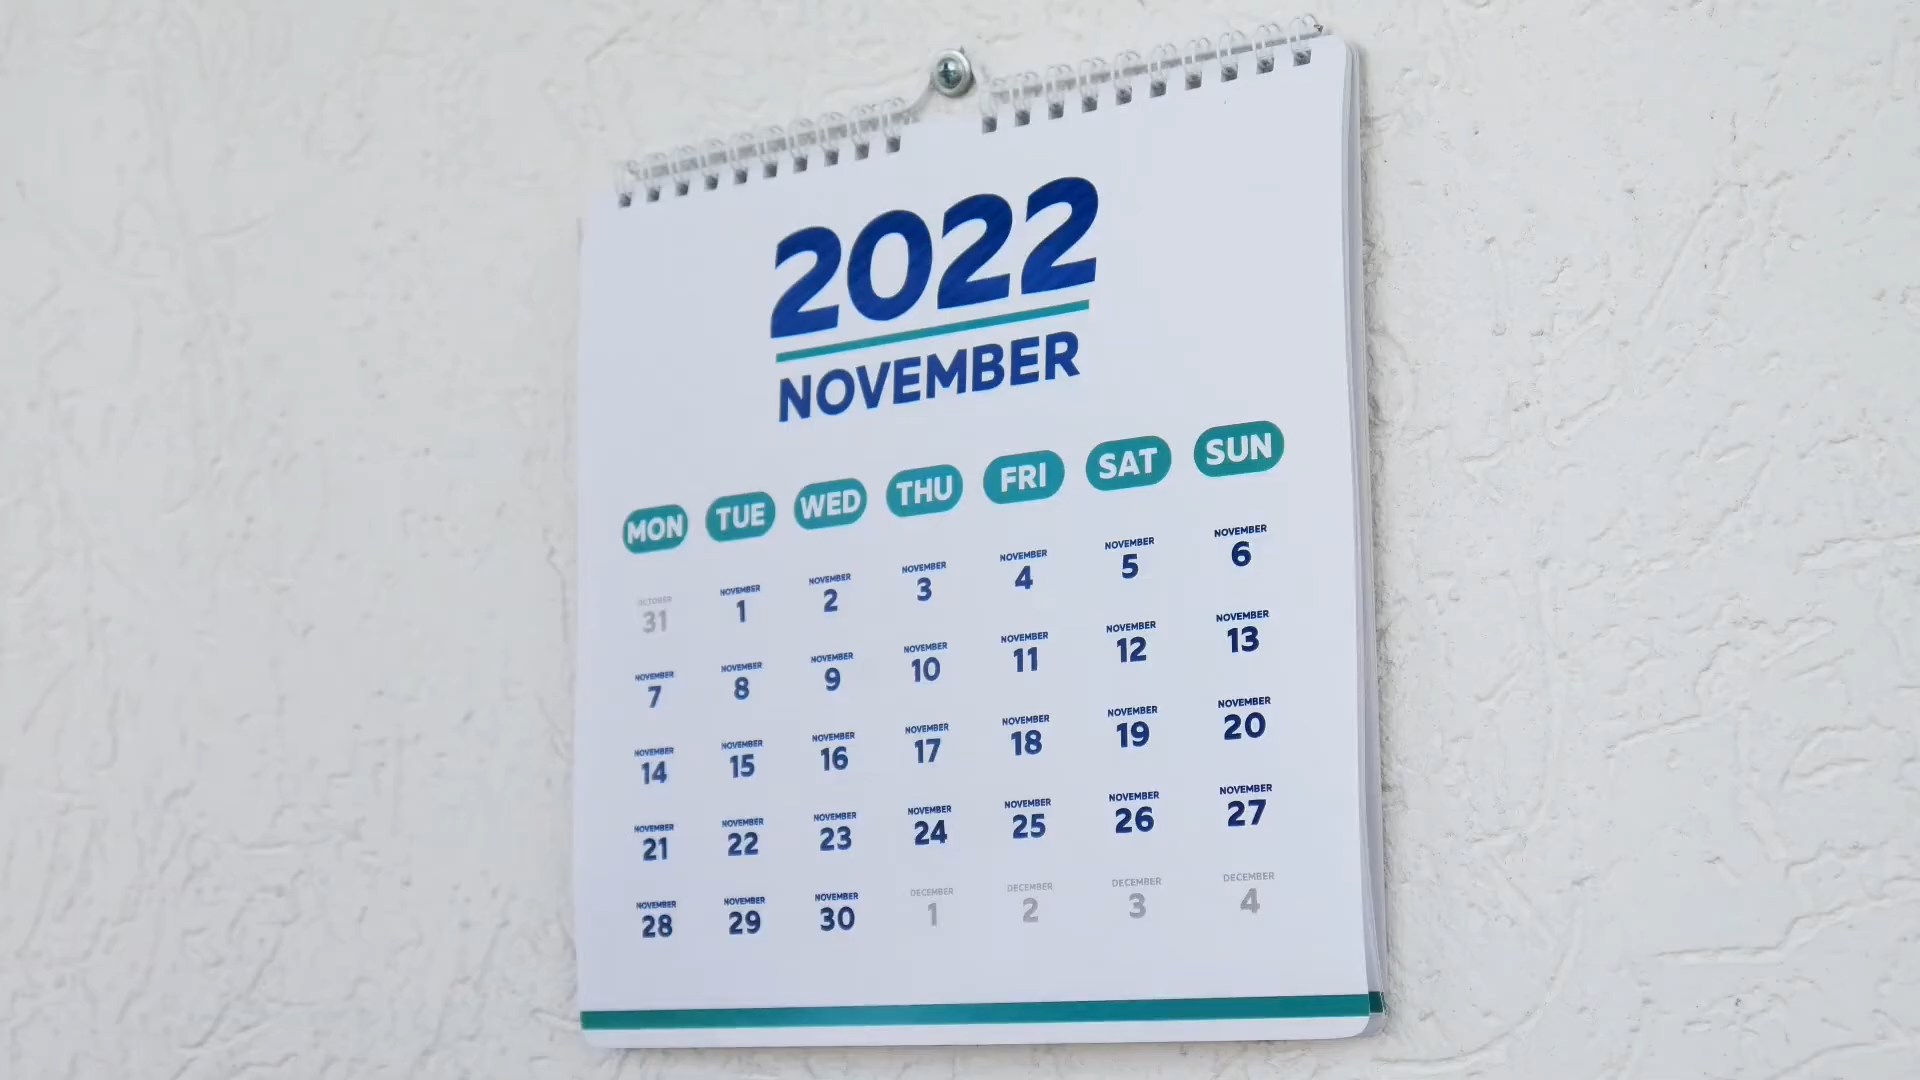 2022
NOVEMBER
MON TUE WED THU FRI SAT SUN
OCTOBER NOVEMBER NOVEMBER NOVEMBER NOVEMBER NOVEMBER NOVEMBER
31 1 2 3 4 5 6
NOVEMBER NOVEMBER NOVEMBER NOVEMBER NOVEMBER NOVEMBER NOVEMBER
7 8 9 10 11 12 13
NOVEMBER NOVEMBER NOVEMBER NOVEMBER NOVEMBER NOVEMBER NOVEMBER
14 15 16 17 18 19 20
NOVEMBER NOVEMBER NOVEMBER NOVEMBER NOVEMBER NOVEMBER NOVEMBER
21 22 23 24 25 26 27
NOVEMBER NOVEMBER NOVEMBER DECEMBER DECEMBER DECEMBER DECEMBER
28 29 30 1 2 3 4